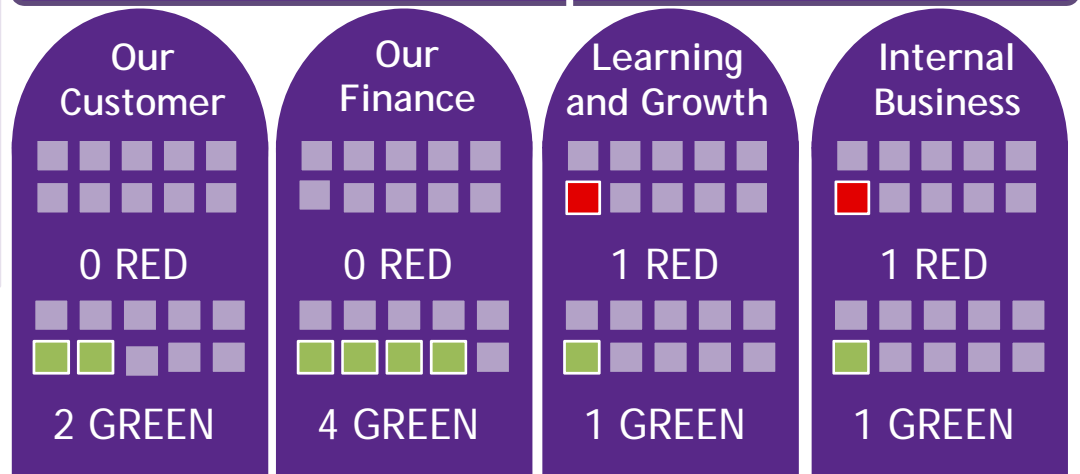 Our
Customer
0 RED
2 GREEN
Our
Finance
0 RED
4 GREEN
Learning
and Growth
1 RED
1 GREEN
Internal
Business
1 RED
1 GREEN